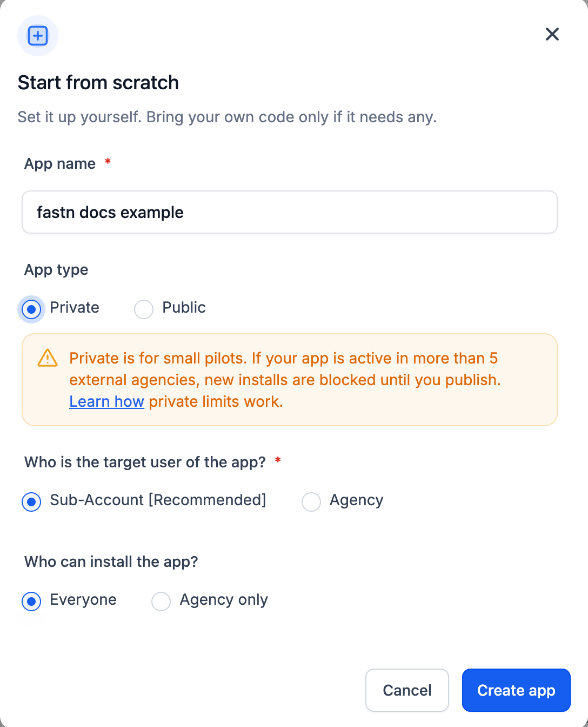 Start from scratch
Set it up yourself. Bring your own code only if it needs any.
App name *
fastn docs example
App type
Private
Public
Private is for small pilots. If your app is active in more than 5
external agencies, new installs are blocked until you publish.
Learn how private limits work.
Who is the target user of the app? *
Sub-Account [Recommended]
Agency
Who can install the app?
Everyone
Agency only
Cancel
Create app